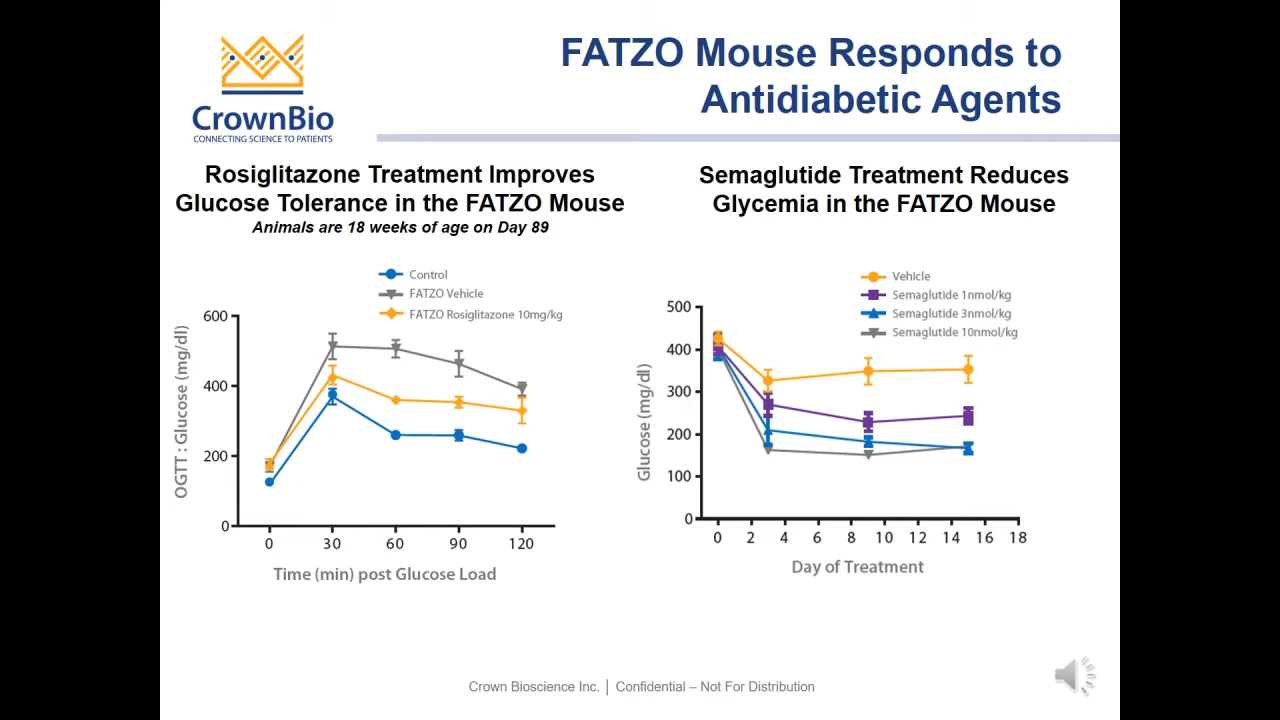 CrownBio
CONNECTING SCIENCE TO PATIENTS
FATZO Mouse Responds to
Antidiabetic Agents
Rosiglitazone Treatment Improves
Glucose Tolerance in the FATZO Mouse
Animals are 18 weeks of age on Day 89
Control
FATZO Vehicle
FATZO Rosiglitazone 10mg/kg
OGTT : Glucose (mg/dl)
600
400
200
0
0 30 60 90 120
Time (min) post Glucose Load
Semaglutide Treatment Reduces
Glycemia in the FATZO Mouse
Vehicle
Semaglutide 1nmol/kg
Semaglutide 3nmol/kg
Semaglutide 10nmol/kg
Glucose (mg/dl)
500
400
300
200
100
0
0 2 4 6 8 10 12 14 16 18
Day of Treatment
Crown Bioscience Inc. | Confidential – Not For Distribution